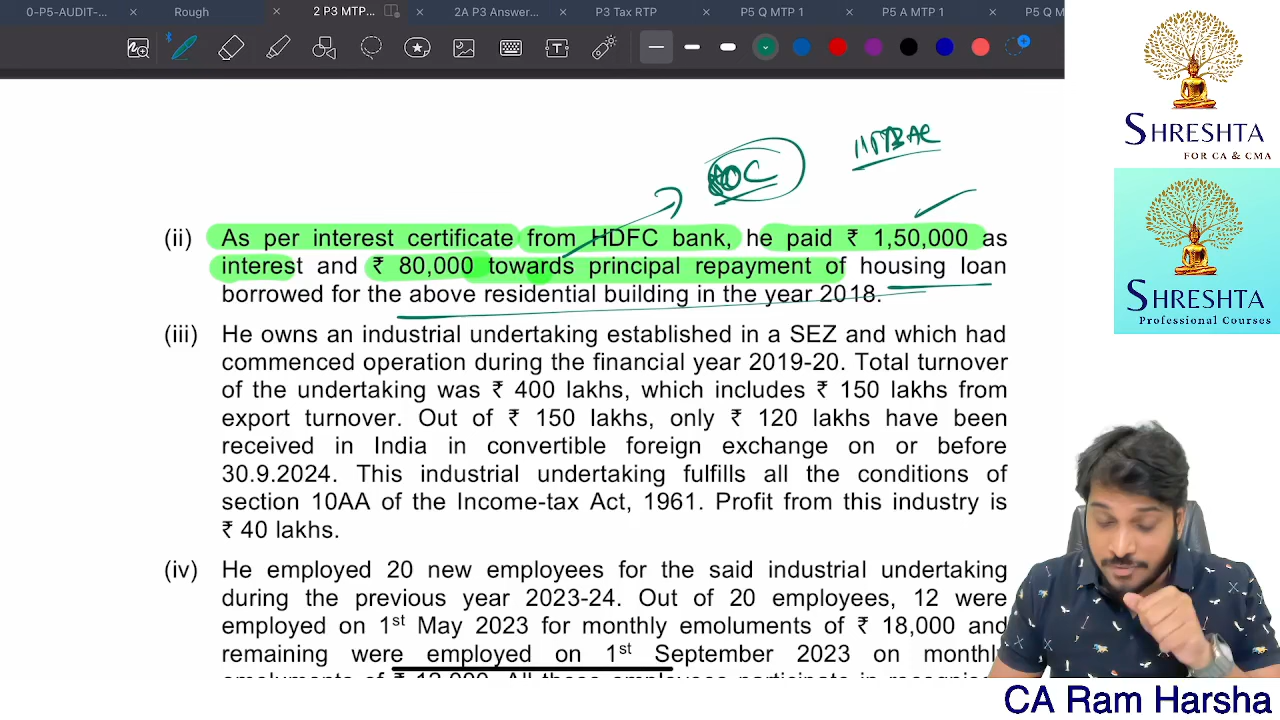 0-P5-AUDIT-... Rough 2 P3 MTP... 2A P3 Answer... P3 Tax RTP P5 Q MTP 1 P5 A MTP 1 P5 Q M
SHRESHTA
FOR CA & CMA
(ii) As per interest certificate from HDFC bank, he paid ₹ 1,50,000 as
interest and ₹ 80,000 towards principal repayment of housing loan
borrowed for the above residential building in the year 2018.
SHRESHTA
Professional Courses
(iii) He owns an industrial undertaking established in a SEZ and which had
commenced operation during the financial year 2019-20. Total turnover
of the undertaking was ₹ 400 lakhs, which includes ₹ 150 lakhs from
export turnover. Out of ₹ 150 lakhs, only ₹ 120 lakhs have been
received in India in convertible foreign exchange on or before
30.9.2024. This industrial undertaking fulfills all the conditions of
section 10AA of the Income-tax Act, 1961. Profit from this industry is
₹ 40 lakhs.
(iv) He employed 20 new employees for the said industrial undertaking
during the previous year 2023-24. Out of 20 employees, 12 were
employed on 1st May 2023 for monthly emoluments of ₹ 18,000 and
remaining were employed on 1st September 2023 on monthly
CA Ram Harsha